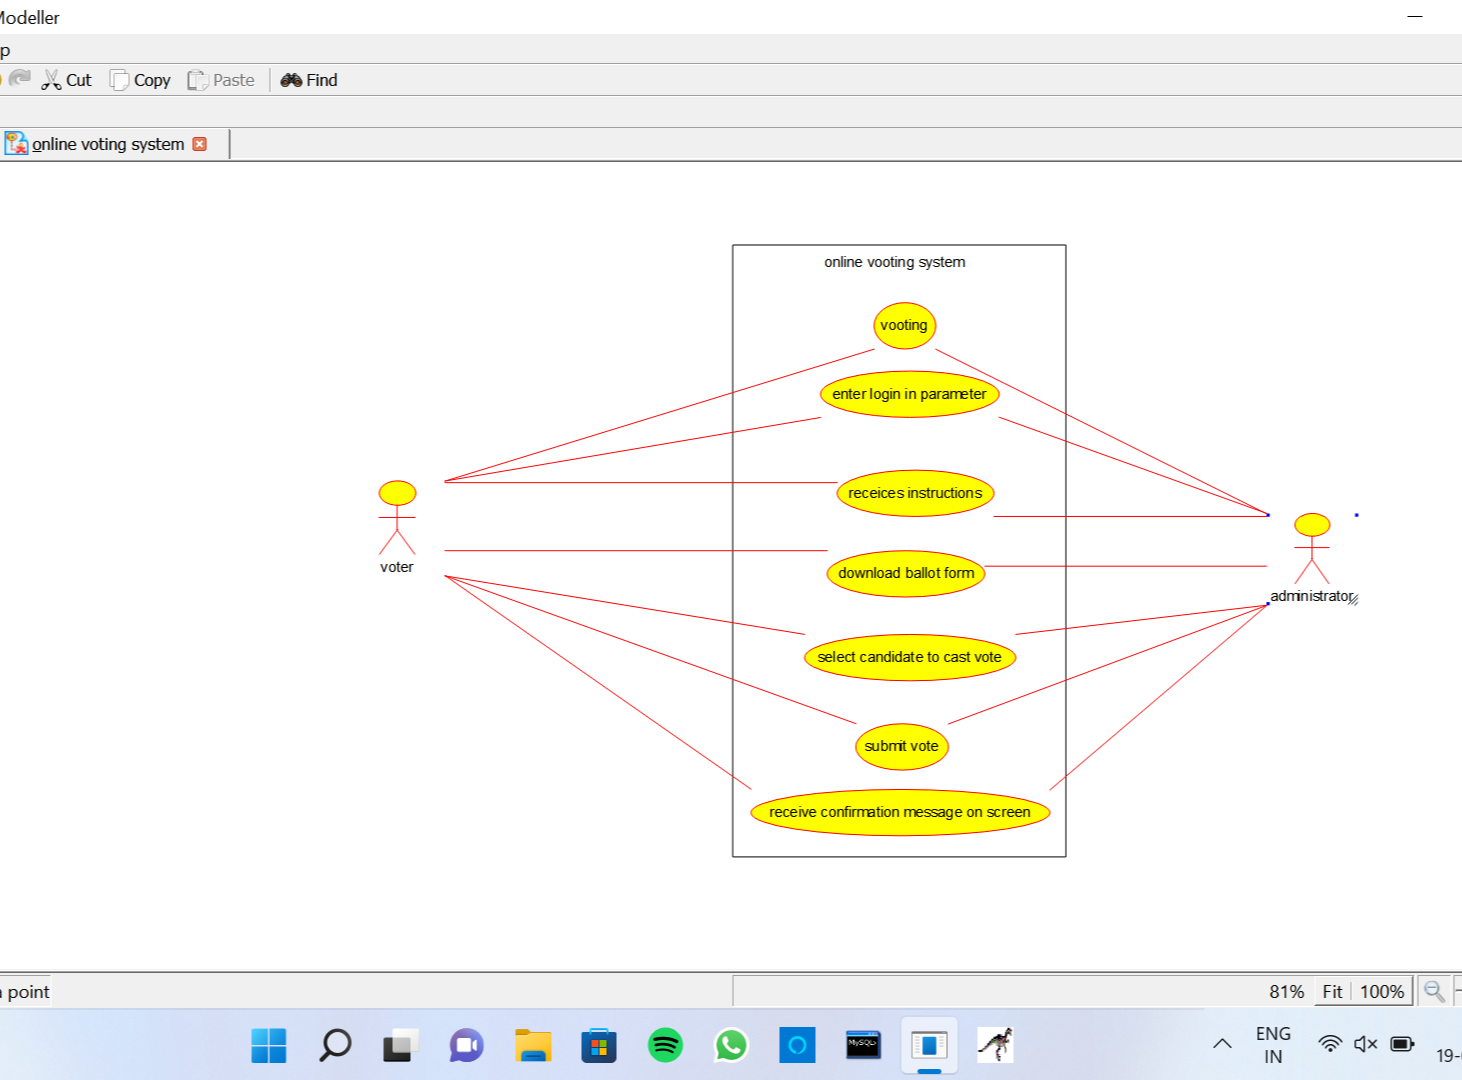 Modeller
p
Cut Copy Paste Find
online voting system
online vooting system
vooting
enter login in parameter
receices instructions
voter
download ballot form
administrator
select candidate to cast vote
submit vote
receive confirmation message on screen
a point
81% Fit 100%
MySQL
ENG
IN
19-